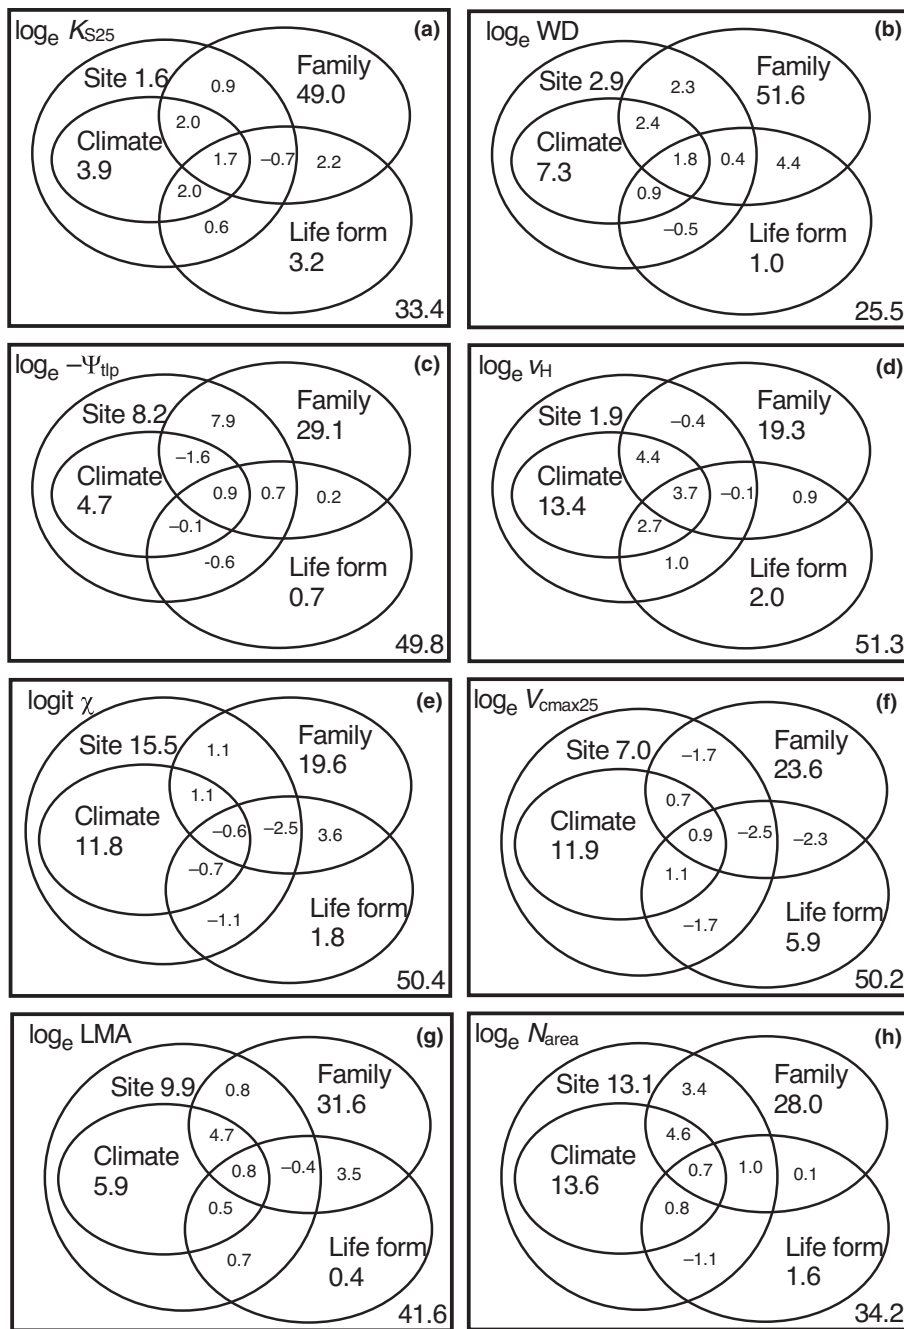 logₑ K_S25 (a)
Site 1.6 0.9 Family
49.0
Climate 2.0
3.9 1.7 –0.7 2.2
2.0
0.6 Life form
3.2
33.4
logₑ WD (b)
Site 2.9 2.3 Family
51.6
Climate 2.4
7.3 1.8 0.4 4.4
0.9
–0.5 Life form
1.0
25.5
logₑ –Ψ_tlp (c)
Site 8.2 7.9 Family
29.1
Climate –1.6
4.7 0.9 0.7 0.2
–0.1
-0.6 Life form
0.7
49.8
logₑ v_H (d)
Site 1.9 –0.4 Family
19.3
Climate 4.4
13.4 3.7 –0.1 0.9
2.7
1.0 Life form
2.0
51.3
logit χ (e)
Site 15.5 1.1 Family
19.6
Climate 1.1
11.8 –0.6 –2.5 3.6
–0.7
–1.1 Life form
1.8
50.4
logₑ V_cmax25 (f)
Site 7.0 –1.7 Family
23.6
Climate 0.7
11.9 0.9 –2.5 –2.3
1.1
–1.7 Life form
5.9
50.2
logₑ LMA (g)
Site 9.9 0.8 Family
31.6
Climate 4.7
5.9 0.8 –0.4 3.5
0.5
0.7 Life form
0.4
41.6
logₑ N_area (h)
Site 13.1 3.4 Family
28.0
Climate 4.6
13.6 0.7 1.0 0.1
0.8
–1.1 Life form
1.6
34.2